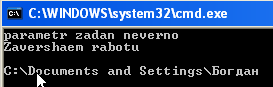 C:\WINDOWS\system32\cmd.exe
parametr zadan neverno
Zavershaem rabotu
C:\Documents and Settings\Богдан